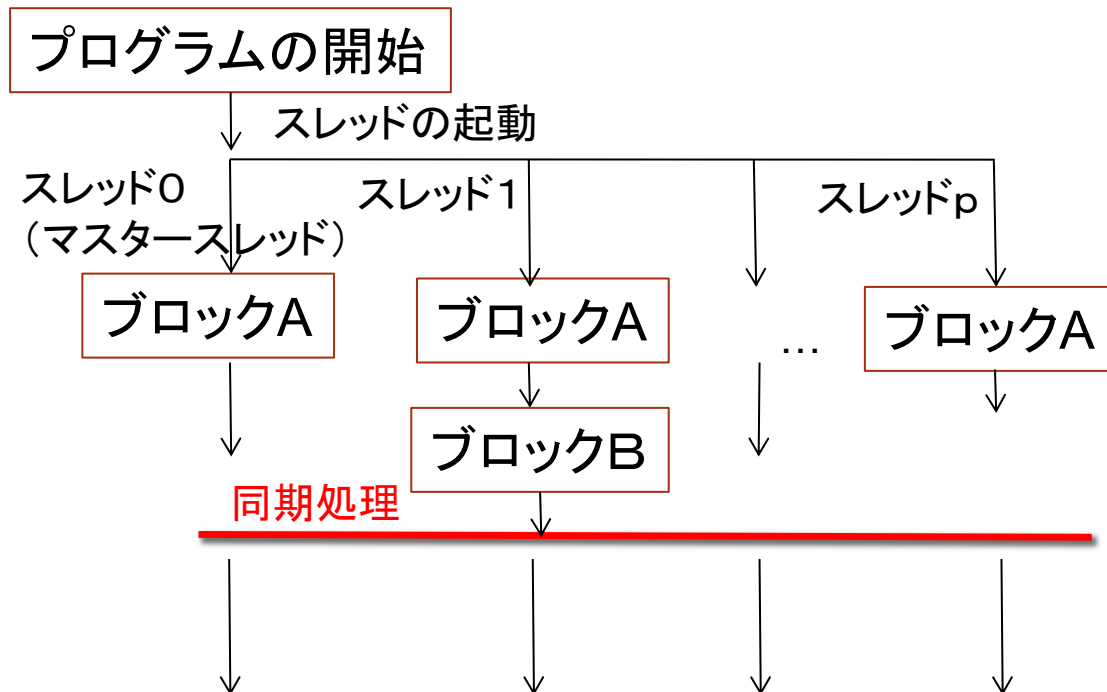 プログラムの開始
スレッドの起動
スレッド0
（マスタースレッド）
スレッド１
スレッドｐ
ブロックA
ブロックA
…
ブロックA
ブロックＢ
同期処理